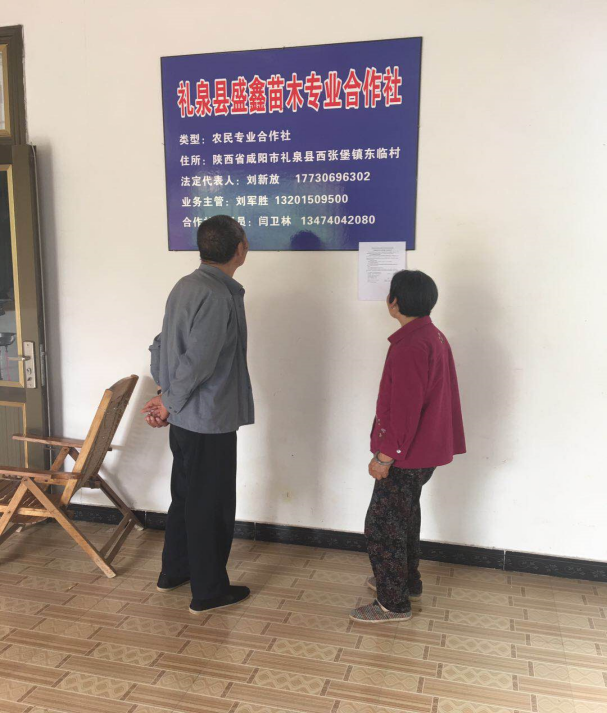 礼泉县盛鑫苗木专业合作社
类型：农民专业合作社
住所：陕西省咸阳市礼泉县西张堡镇东临村
法定代表人：刘新放 17730696302
业务主管：刘军胜 13201509500
合作 员：闫卫林 13474042080